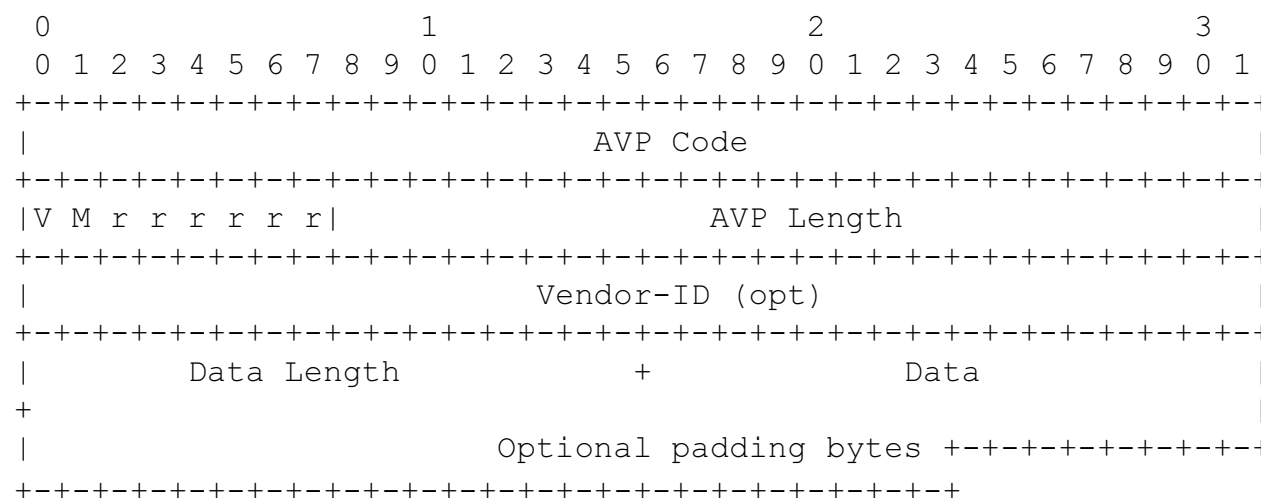 0                   1                   2                   3
 0 1 2 3 4 5 6 7 8 9 0 1 2 3 4 5 6 7 8 9 0 1 2 3 4 5 6 7 8 9 0 1
+-+-+-+-+-+-+-+-+-+-+-+-+-+-+-+-+-+-+-+-+-+-+-+-+-+-+-+-+-+-+-+-+
|                             AVP Code                          |
+-+-+-+-+-+-+-+-+-+-+-+-+-+-+-+-+-+-+-+-+-+-+-+-+-+-+-+-+-+-+-+-+
|V M r r r r r r|                   AVP Length                  |
+-+-+-+-+-+-+-+-+-+-+-+-+-+-+-+-+-+-+-+-+-+-+-+-+-+-+-+-+-+-+-+-+
|                          Vendor-ID (opt)                      |
+-+-+-+-+-+-+-+-+-+-+-+-+-+-+-+-+-+-+-+-+-+-+-+-+-+-+-+-+-+-+-+-+
|        Data Length            +             Data              |
+                                                               |
|                        Optional padding bytes +-+-+-+-+-+-+-+-+
+-+-+-+-+-+-+-+-+-+-+-+-+-+-+-+-+-+-+-+-+-+-+-+-+